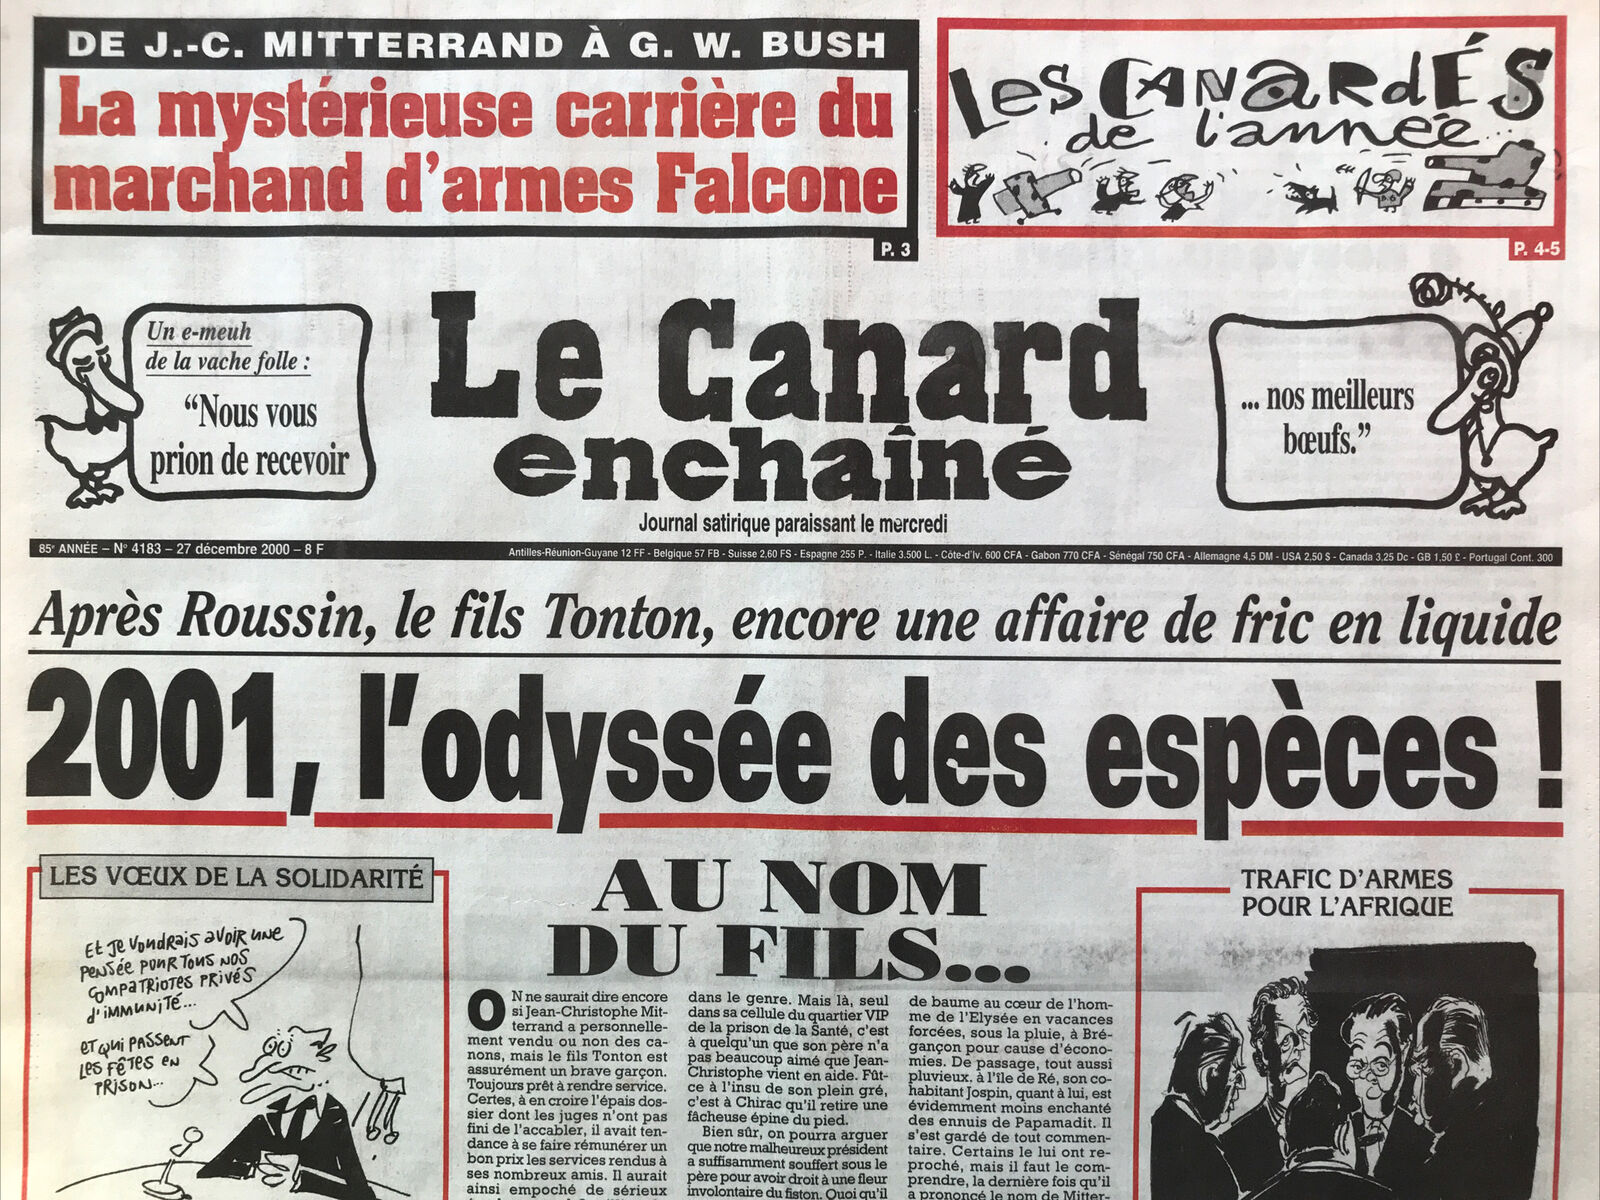 DE J.-C. MITTERRAND À G. W. BUSH
La mystérieuse carrière du
marchand d'armes Falcone
P. 3
Les CANARDÉS
de l'année...
P. 4-5
Un e-meuh
de la vache folle :
“Nous vous
prion de recevoir
Le Canard
enchaîné
Journal satirique paraissant le mercredi
... nos meilleurs
bœufs.”
85e ANNÉE – N° 4183 – 27 décembre 2000 – 8 F
Antilles-Réunion-Guyane 12 FF - Belgique 57 FB - Suisse 2,60 FS - Espagne 255 P. - Italie 3.500 L. - Côte-d'Iv. 600 CFA - Gabon 770 CFA - Sénégal 750 CFA - Allemagne 4,5 DM - USA 2,50 $ - Canada 3,25 Dc - GB 1,50 £ - Portugal Cont. 300
Après Roussin, le fils Tonton, encore une affaire de fric en liquide
2001, l'odyssée des espèces !
LES VŒUX DE LA SOLIDARITÉ
ET JE VOUDRAIS AVOIR UNE
PENSÉE POUR TOUS NOS
COMPATRIOTES PRIVÉS
D'IMMUNITÉ...
ET QUI PASSENT
LES FÊTES EN
PRISON...
AU NOM
DU FILS...
ON ne saurait dire encore
si Jean-Christophe Mit-
terrand a personnelle-
ment vendu ou non des ca-
nons, mais le fils Tonton est
assurément un brave garçon.
Toujours prêt à rendre service.
Certes, à en croire l'épais dos-
sier dont les juges n'ont pas
fini de l'accabler, il avait ten-
dance à se faire rémunérer un
bon prix les services rendus à
ses nombreux amis. Il aurait
ainsi empoché de sérieux
dans le genre. Mais là, seul
dans sa cellule du quartier VIP
de la prison de la Santé, c'est
à quelqu'un que son père n'a
pas beaucoup aimé que Jean-
Christophe vient en aide. Fût-
ce à l'insu de son plein gré,
c'est à Chirac qu'il retire une
fâcheuse épine du pied.
Bien sûr, on pourra arguer
que notre malheureux président
a suffisamment souffert sous le
père pour avoir droit à une fleur
involontaire du fiston. Quoi qu'il
de baume au cœur de l'hom-
me de l'Elysée en vacances
forcées, sous la pluie, à Bré-
gançon pour cause d'écono-
mies. De passage, tout aussi
pluvieux, à l'île de Ré, son co-
habitant Jospin, quant à lui, est
évidemment moins enchanté
des ennuis de Papamadit. Il
s'est gardé de tout commen-
taire. Certains le lui ont re-
proché, mais il faut le com-
prendre, la dernière fois qu'il
a prononcé le nom de Mitter-
TRAFIC D'ARMES
POUR L'AFRIQUE